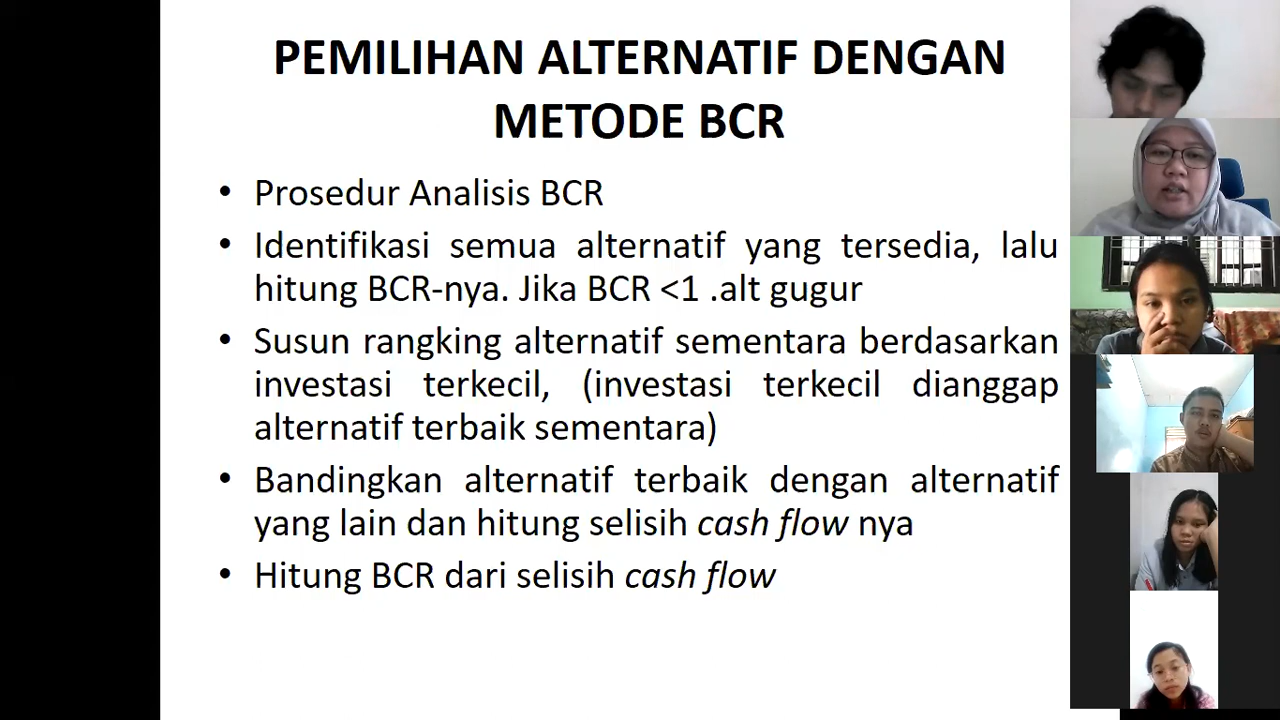 PEMILIHAN ALTERNATIF DENGAN
METODE BCR
• Prosedur Analisis BCR
• Identifikasi semua alternatif yang tersedia, lalu
hitung BCR-nya. Jika BCR <1 .alt gugur
• Susun rangking alternatif sementara berdasarkan
investasi terkecil, (investasi terkecil dianggap
alternatif terbaik sementara)
• Bandingkan alternatif terbaik dengan alternatif
yang lain dan hitung selisih cash flow nya
• Hitung BCR dari selisih cash flow